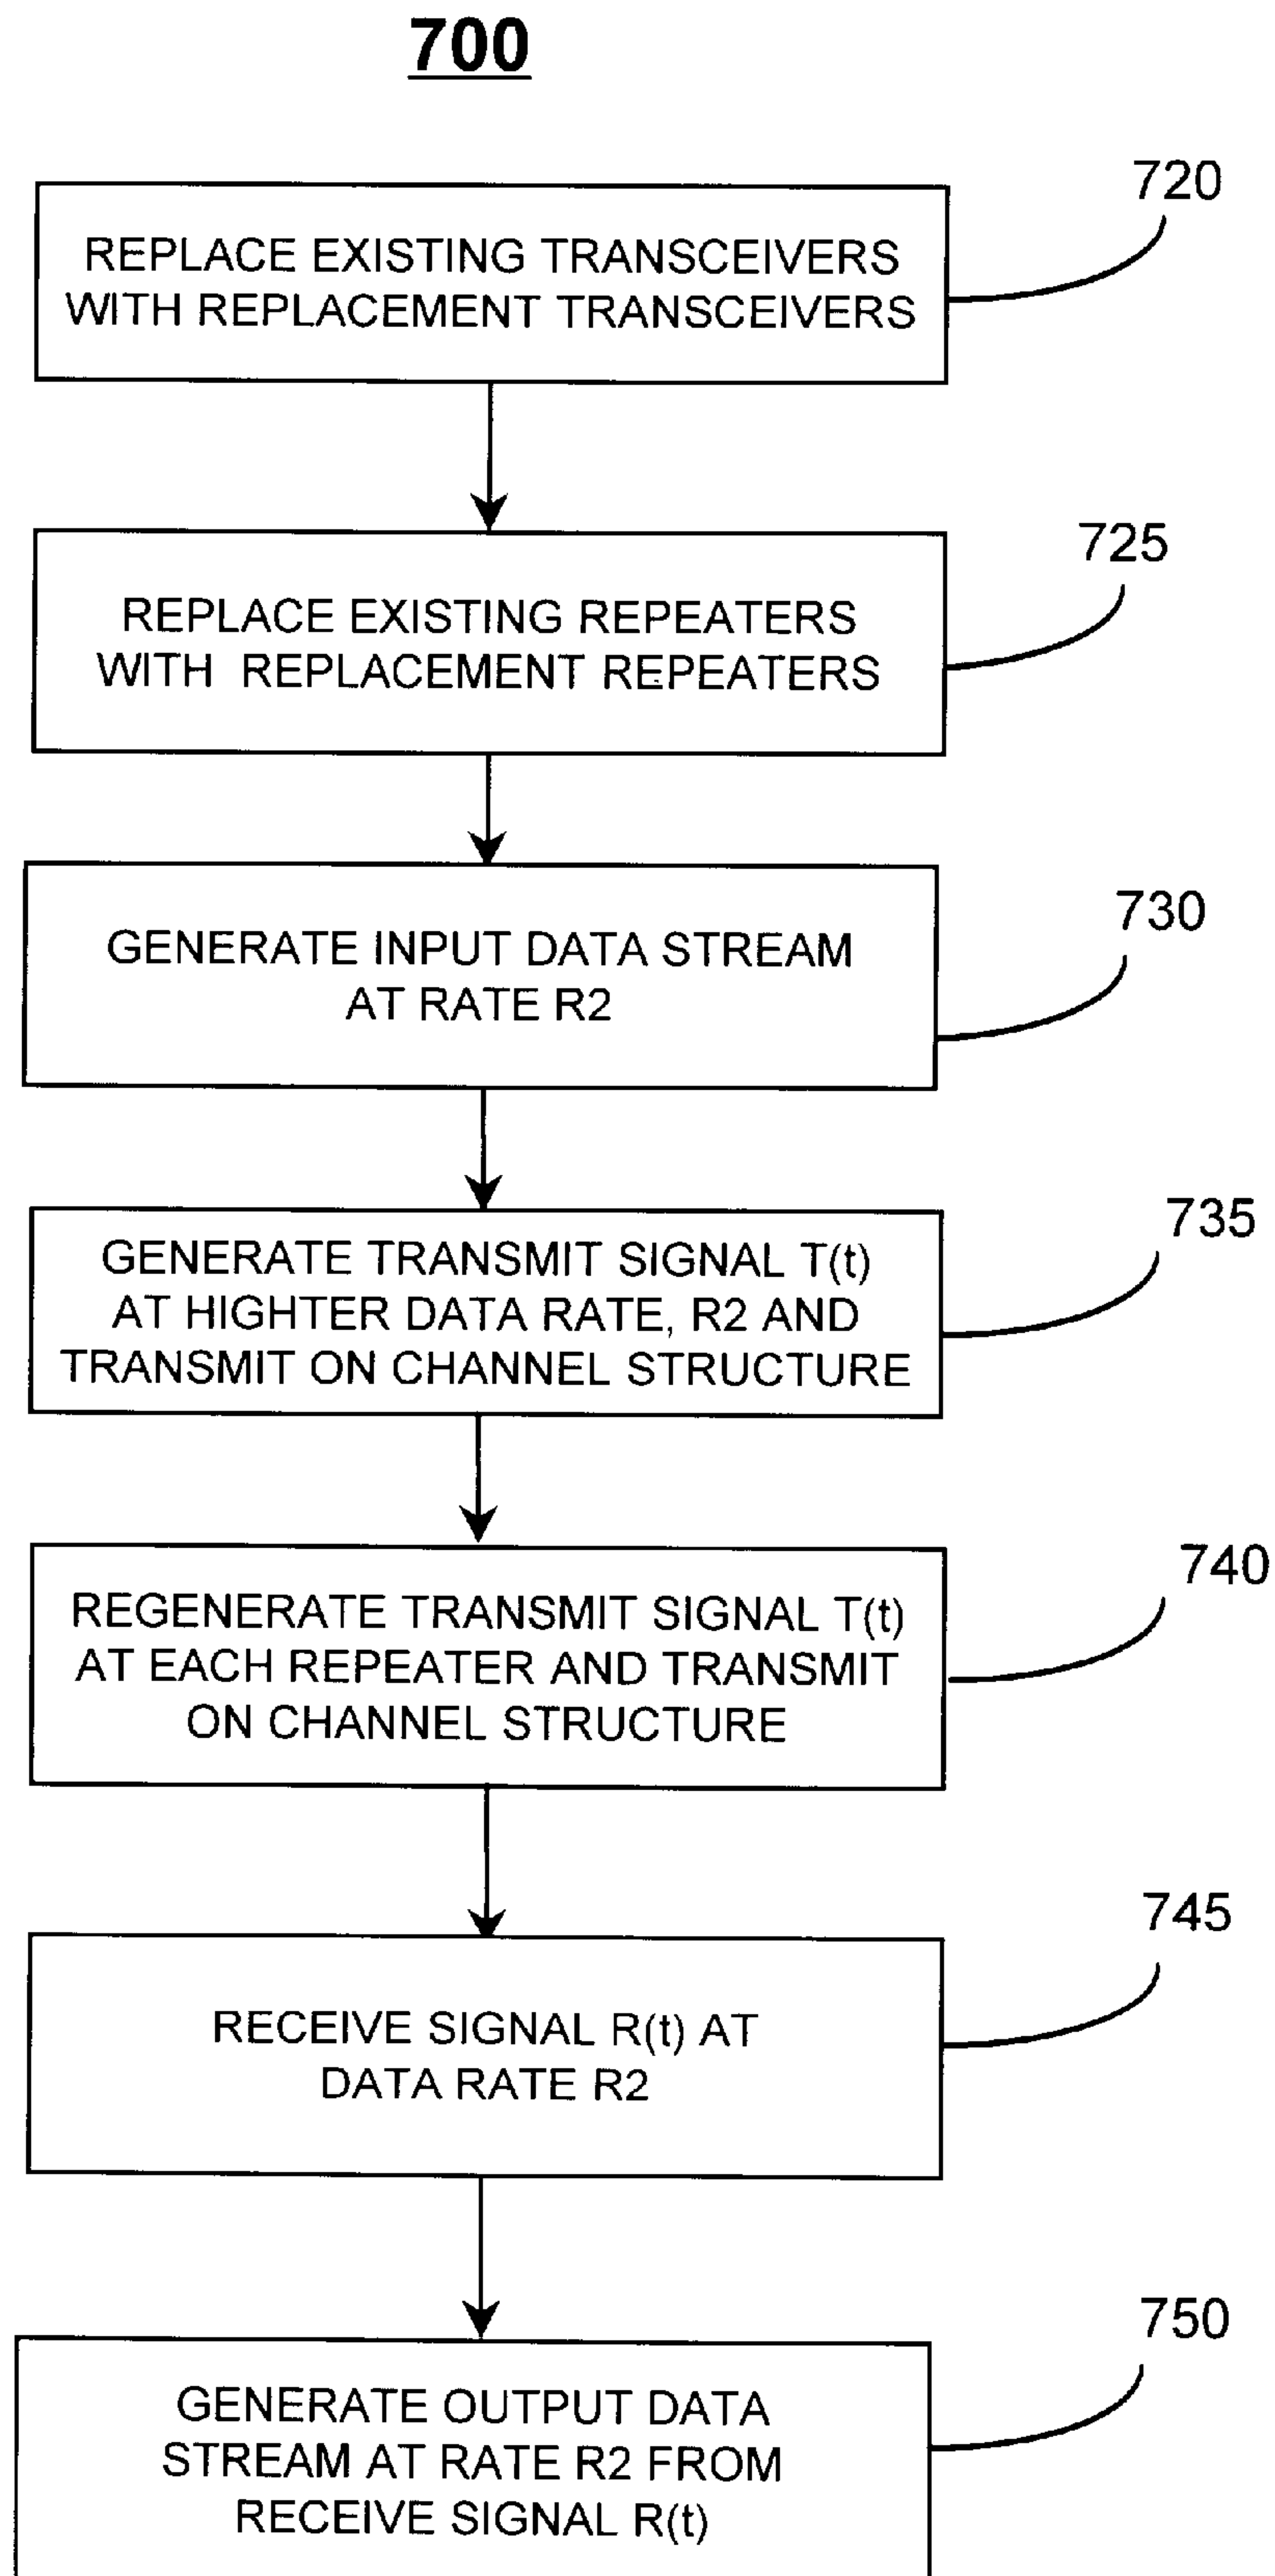 700
720
REPLACE EXISTING TRANSCEIVERS
WITH REPLACEMENT TRANSCEIVERS
725
REPLACE EXISTING REPEATERS
WITH REPLACEMENT REPEATERS
730
GENERATE INPUT DATA STREAM
AT RATE R2
735
GENERATE TRANSMIT SIGNAL T(t)
AT HIGHTER DATA RATE, R2 AND
TRANSMIT ON CHANNEL STRUCTURE
740
REGENERATE TRANSMIT SIGNAL T(t)
AT EACH REPEATER AND TRANSMIT
ON CHANNEL STRUCTURE
745
RECEIVE SIGNAL R(t) AT
DATA RATE R2
750
GENERATE OUTPUT DATA
STREAM AT RATE R2 FROM
RECEIVE SIGNAL R(t)